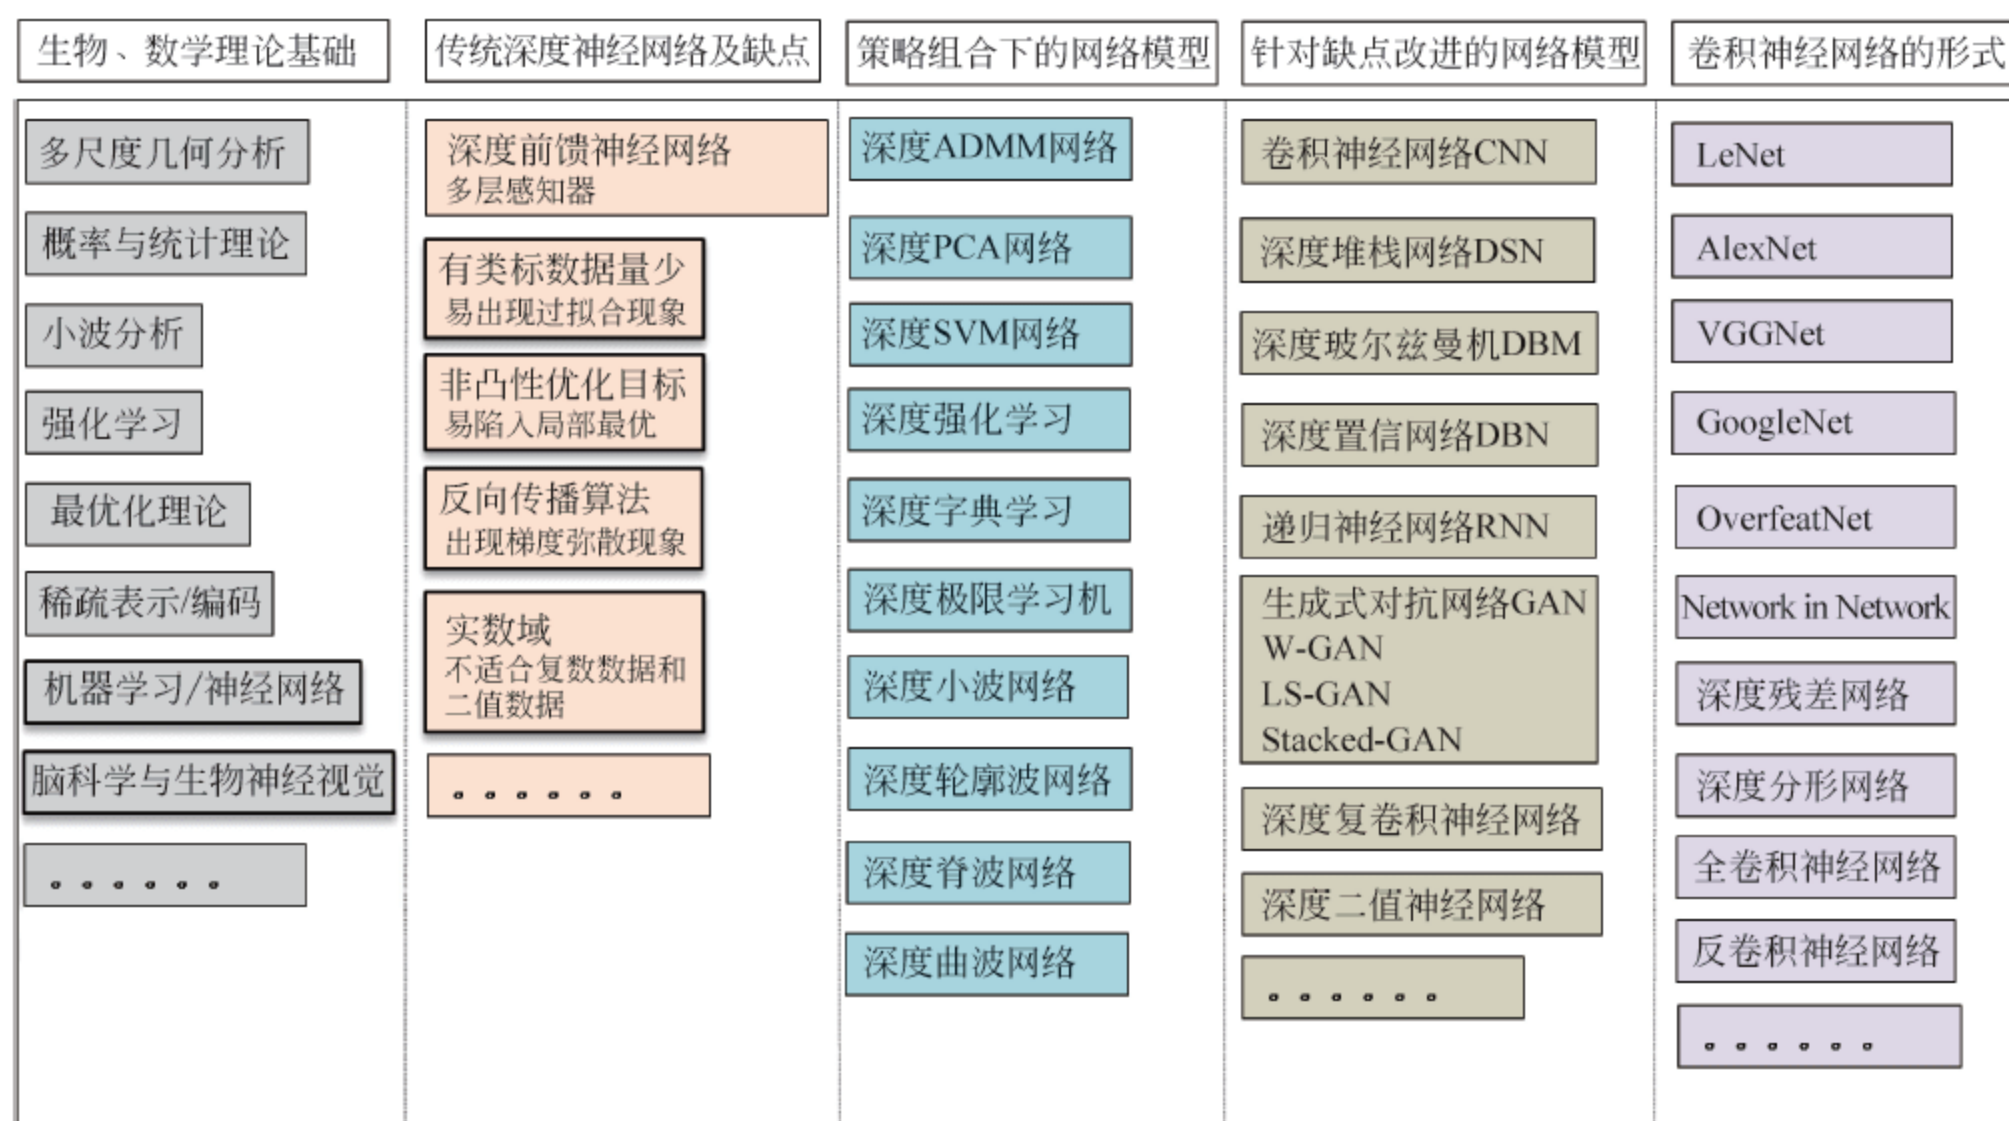 生物、数学理论基础
多尺度几何分析
概率与统计理论
小波分析
强化学习
最优化理论
稀疏表示/编码
机器学习/神经网络
脑科学与生物神经视觉
。。。。。。
传统深度神经网络及缺点
深度前馈神经网络
多层感知器
有类标数据量少
易出现过拟合现象
非凸性优化目标
易陷入局部最优
反向传播算法
出现梯度弥散现象
实数域
不适合复数数据和
二值数据
。。。。。。
策略组合下的网络模型
深度ADMM网络
深度PCA网络
深度SVM网络
深度强化学习
深度字典学习
深度极限学习机
深度小波网络
深度轮廓波网络
深度脊波网络
深度曲波网络
针对缺点改进的网络模型
卷积神经网络CNN
深度堆栈网络DSN
深度玻尔兹曼机DBM
深度置信网络DBN
递归神经网络RNN
生成式对抗网络GAN
W-GAN
LS-GAN
Stacked-GAN
深度复卷积神经网络
深度二值神经网络
。。。。。。
卷积神经网络的形式
LeNet
AlexNet
VGGNet
GoogleNet
OverfeatNet
Network in Network
深度残差网络
深度分形网络
全卷积神经网络
反卷积神经网络
。。。。。。